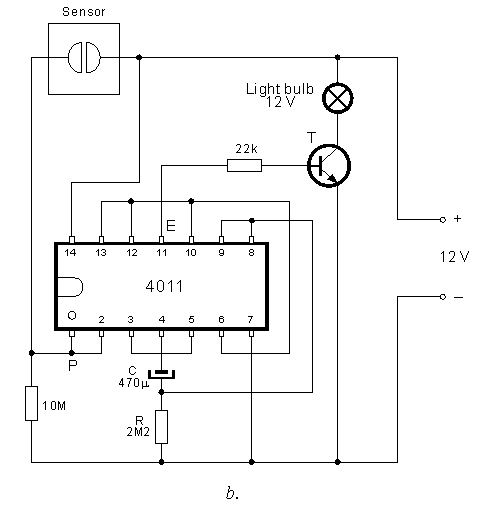 Sensor
Light bulb
12 V
T
22k
E
14 13 12 11 10 9 8
+
12 V
−
4011
O
1 2 3 4 5 6 7
P
C
470µ
10M
R
2M2
b.